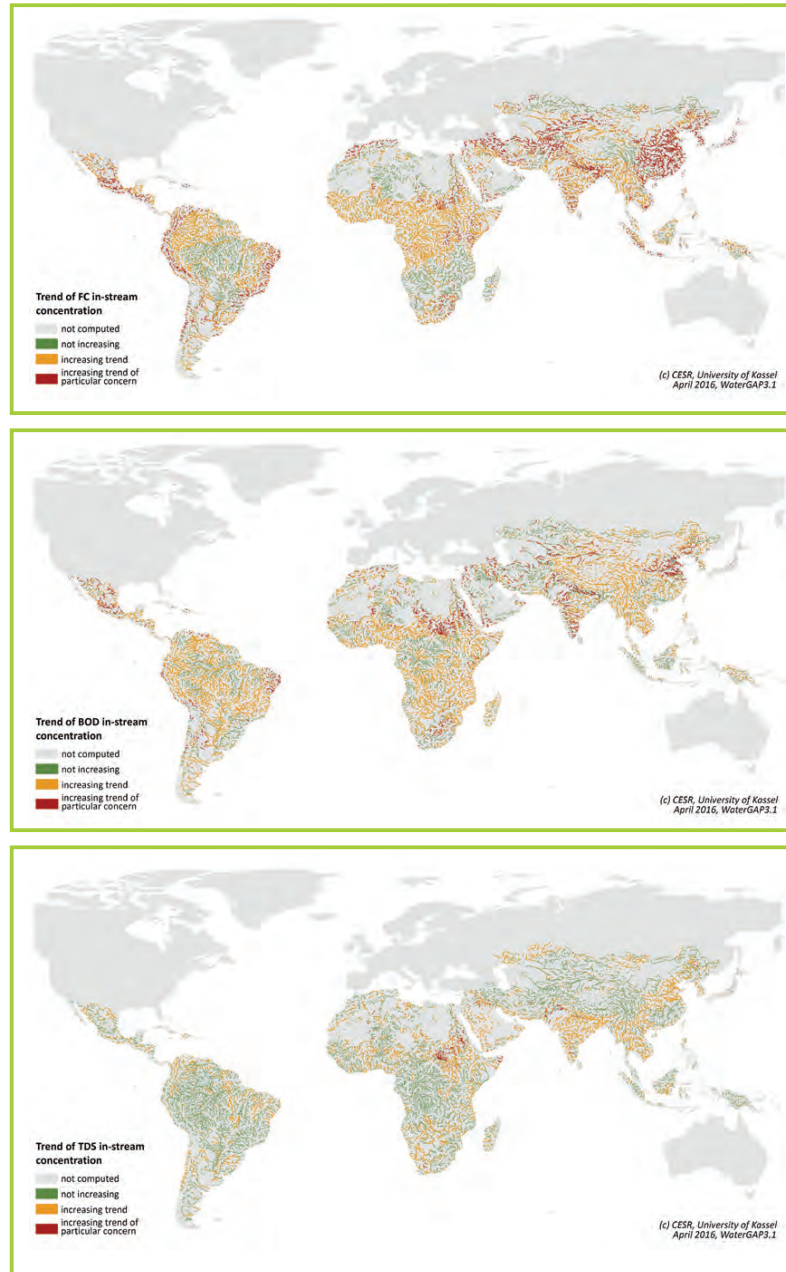 Trend of FC in-stream
concentration
not computed
not increasing
increasing trend
increasing trend of
particular concern
(c) CESR, University of Kassel
April 2016, WaterGAP3.1
Trend of BOD in-stream
concentration
not computed
not increasing
increasing trend
increasing trend of
particular concern
(c) CESR, University of Kassel
April 2016, WaterGAP3.1
Trend of TDS in-stream
concentration
not computed
not increasing
increasing trend
increasing trend of
particular concern
(c) CESR, University of Kassel
April 2016, WaterGAP3.1